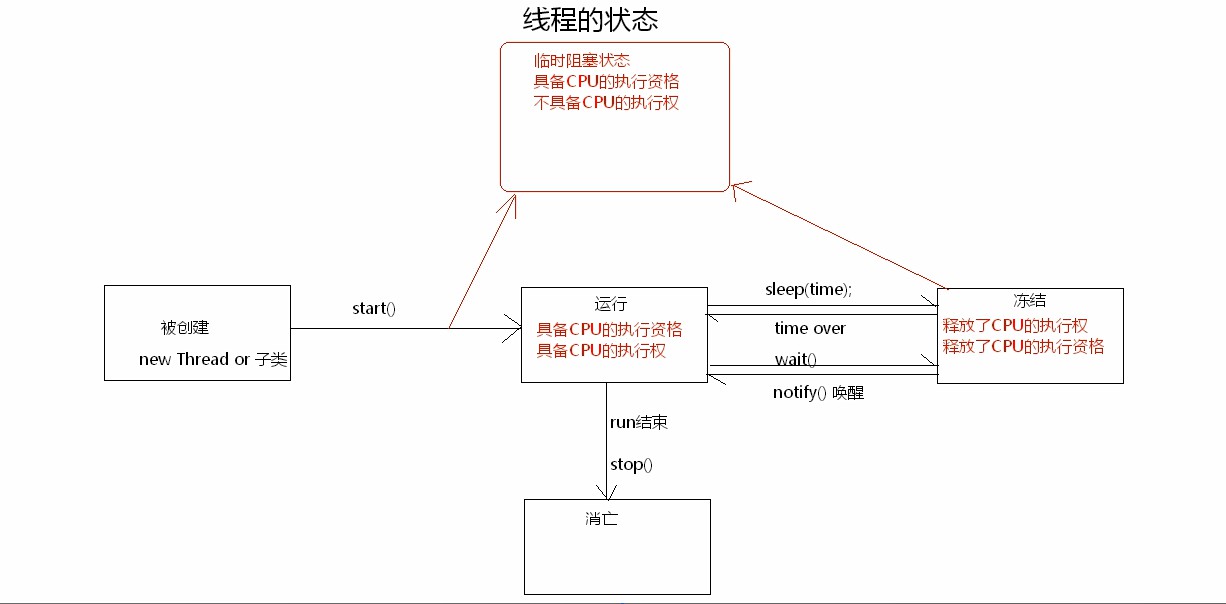 线程的状态
临时阻塞状态
具备CPU的执行资格
不具备CPU的执行权
被创建
new Thread or 子类
start()
运行
具备CPU的执行资格
具备CPU的执行权
sleep(time);
time over
wait()
notify() 唤醒
冻结
释放了CPU的执行权
释放了CPU的执行资格
run结束
stop()
消亡